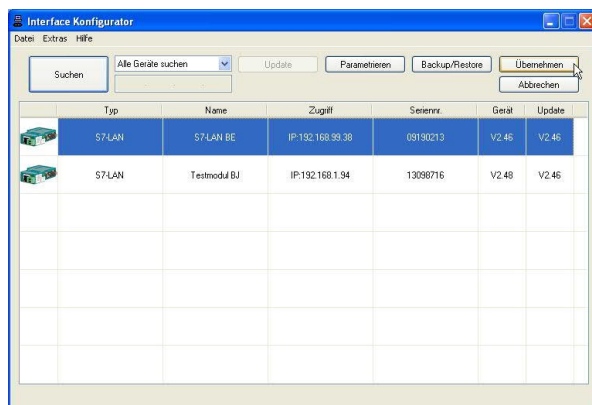 Interface Konfigurator
Datei Extras Hilfe
Suchen
Alle Geräte suchen
Update
Parametrieren
Backup/Restore
Übernehmen
Abbrechen
Typ Name Zugriff Seriennr. Gerät Update
S7-LAN S7-LAN BE IP:192.168.99.38 09190213 V2.46 V2.46
S7-LAN Testmodul BJ IP:192.168.1.94 13098716 V2.48 V2.46